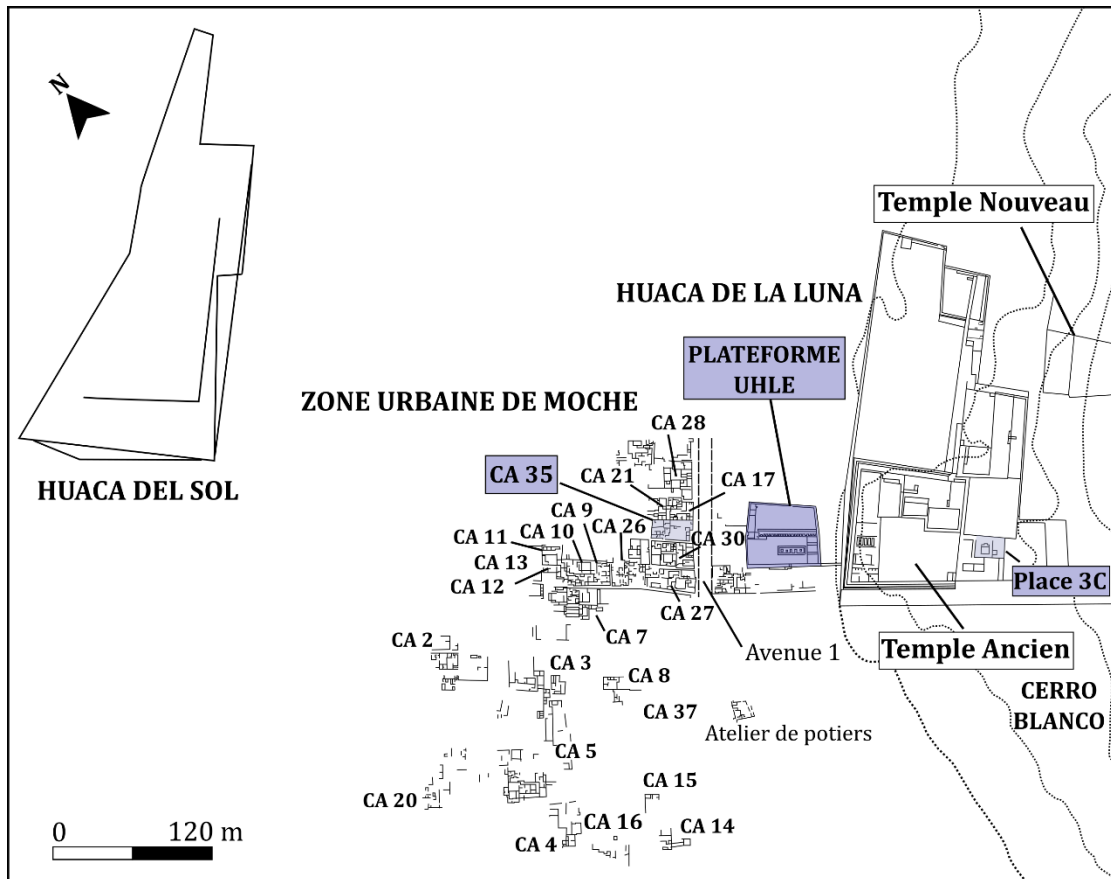 N
Temple Nouveau
HUACA DE LA LUNA
PLATEFORME
UHLE
ZONE URBAINE DE MOCHE
CA 28
CA 35
CA 21
CA 17
HUACA DEL SOL
CA 9
CA 26
CA 11
CA 10
CA 30
CA 13
CA 12
Place 3C
CA 27
CA 7
CA 2
Avenue 1
Temple Ancien
CA 3
CA 8
CERRO
BLANCO
CA 37
Atelier de potiers
CA 5
CA 15
CA 20
CA 16
CA 14
CA 4
0
120 m